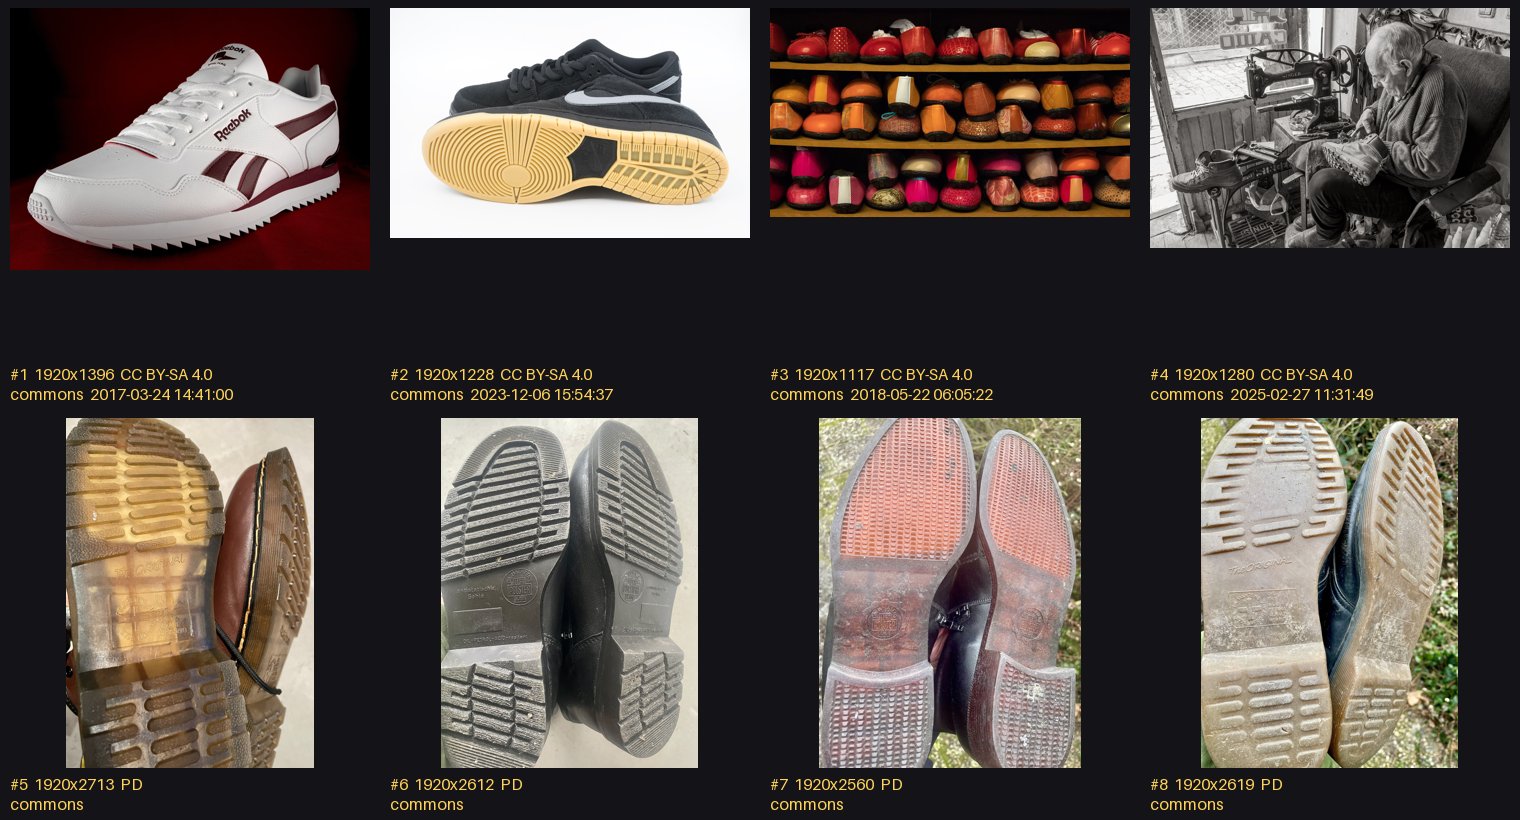 Reebok
Reebok
SINGER
#1 1920x1396 CC BY-SA 4.0
commons 2017-03-24 14:41:00
#2 1920x1228 CC BY-SA 4.0
commons 2023-12-06 15:54:37
#3 1920x1117 CC BY-SA 4.0
commons 2018-05-22 06:05:22
#4 1920x1280 CC BY-SA 4.0
commons 2025-02-27 11:31:49
The ORIGINAL
#5 1920x2713 PD
commons
#6 1920x2612 PD
commons
#7 1920x2560 PD
commons
#8 1920x2619 PD
commons